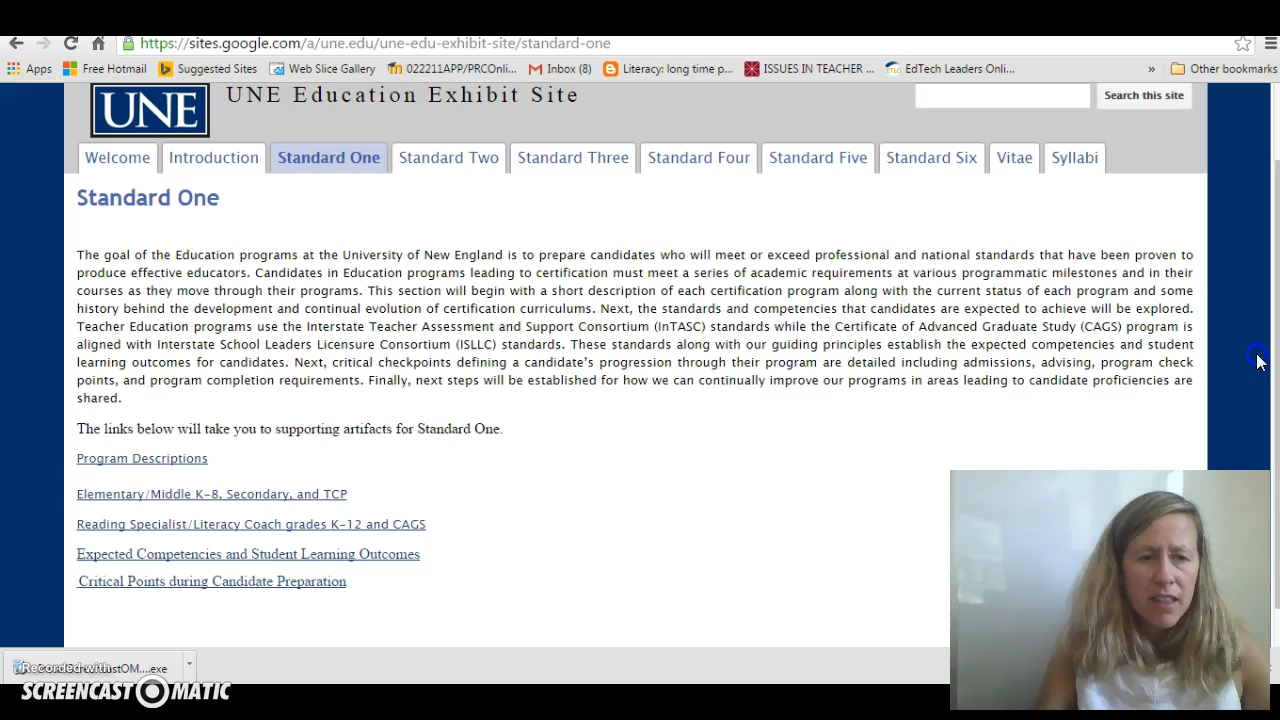 https://sites.google.com/a/une.edu/une-edu-exhibit-site/standard-one
Apps Free Hotmail Suggested Sites Web Slice Gallery 022211APP/PRCOnli... Inbox (8) Literacy: long time p... ISSUES IN TEACHER ... EdTech Leaders Onli... » Other bookmarks
UNE UNE Education Exhibit Site Search this site
Welcome Introduction Standard One Standard Two Standard Three Standard Four Standard Five Standard Six Vitae Syllabi
Standard One
The goal of the Education programs at the University of New England is to prepare candidates who will meet or exceed professional and national standards that have been proven to
produce effective educators. Candidates in Education programs leading to certification must meet a series of academic requirements at various programmatic milestones and in their
courses as they move through their programs. This section will begin with a short description of each certification program along with the current status of each program and some
history behind the development and continual evolution of certification curriculums. Next, the standards and competencies that candidates are expected to achieve will be explored.
Teacher Education programs use the Interstate Teacher Assessment and Support Consortium (InTASC) standards while the Certificate of Advanced Graduate Study (CAGS) program is
aligned with Interstate School Leaders Licensure Consortium (ISLLC) standards. These standards along with our guiding principles establish the expected competencies and student
learning outcomes for candidates. Next, critical checkpoints defining a candidate's progression through their program are detailed including admissions, advising, program check
points, and program completion requirements. Finally, next steps will be established for how we can continually improve our programs in areas leading to candidate proficiencies are
shared.
The links below will take you to supporting artifacts for Standard One.
Program Descriptions
Elementary/Middle K-8, Secondary, and TCP
Reading Specialist/Literacy Coach grades K-12 and CAGS
Expected Competencies and Student Learning Outcomes
Critical Points during Candidate Preparation
Recorded with
SCREENCAST MATIC